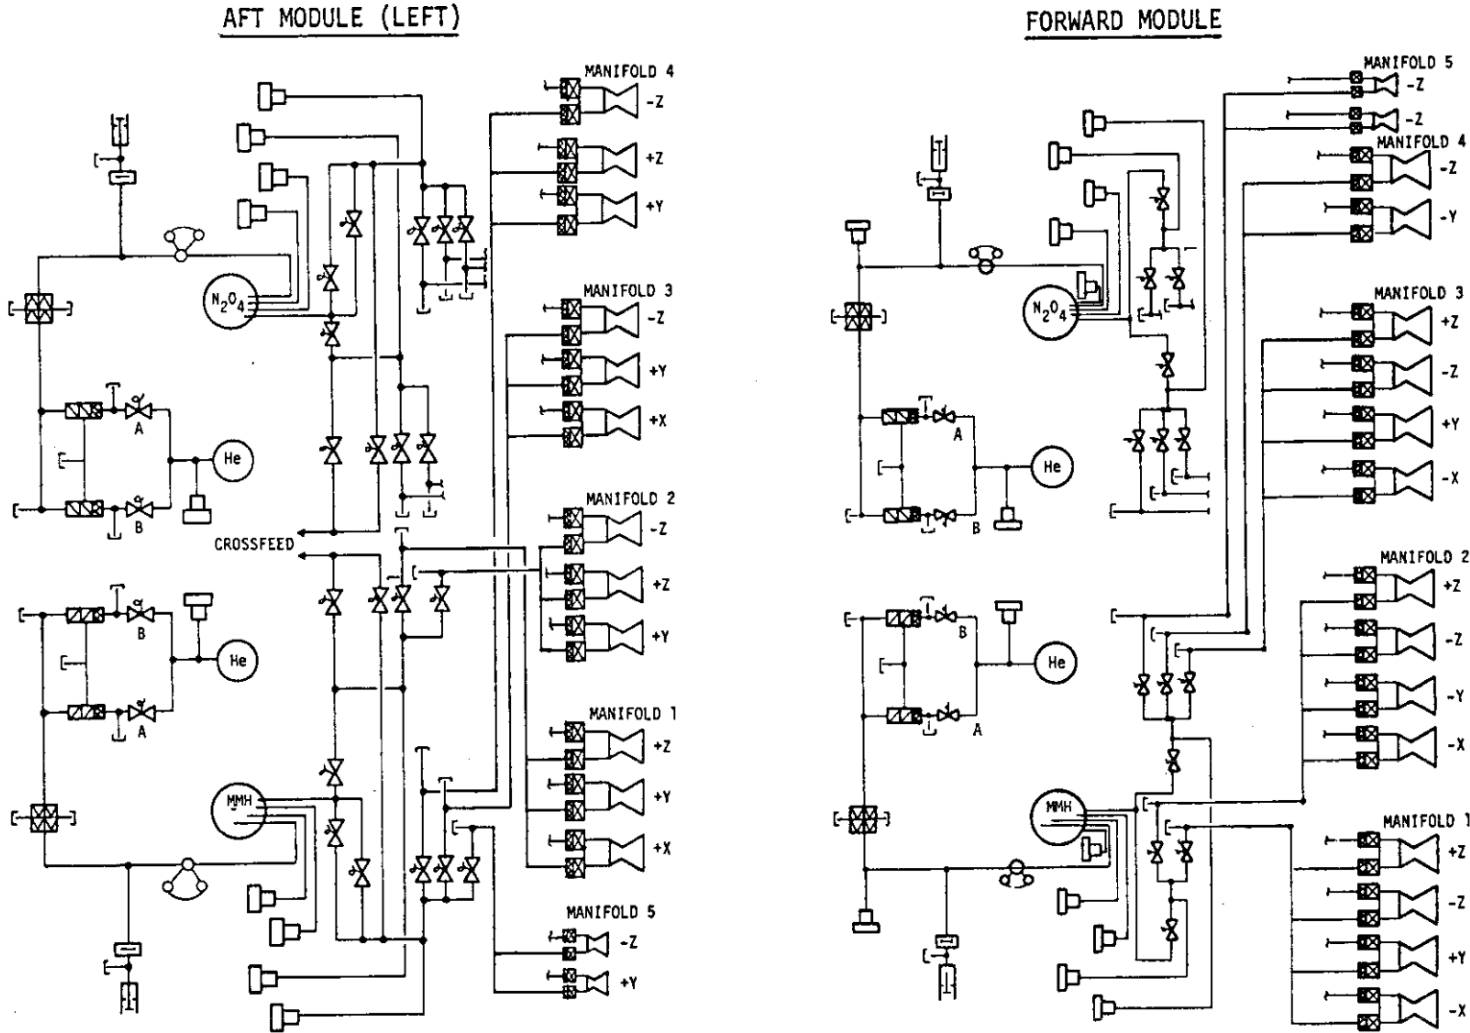 AFT MODULE (LEFT)
MANIFOLD 4
-Z
+Z
+Y
N2O4
MANIFOLD 3
-Z
+Y
+X
A
He
B
CROSSFEED
MANIFOLD 2
-Z
+Z
+Y
B
He
A
MANIFOLD 1
+Z
+Y
+X
MMH
MANIFOLD 5
-Z
+Y
FORWARD MODULE
MANIFOLD 5
-Z
-Z
MANIFOLD 4
-Z
-Y
N2O4
MANIFOLD 3
+Z
-Z
+Y
-X
A
He
B
MANIFOLD 2
+Z
-Z
-Y
-X
B
He
A
MMH
MANIFOLD 1
+Z
-Z
+Y
-X